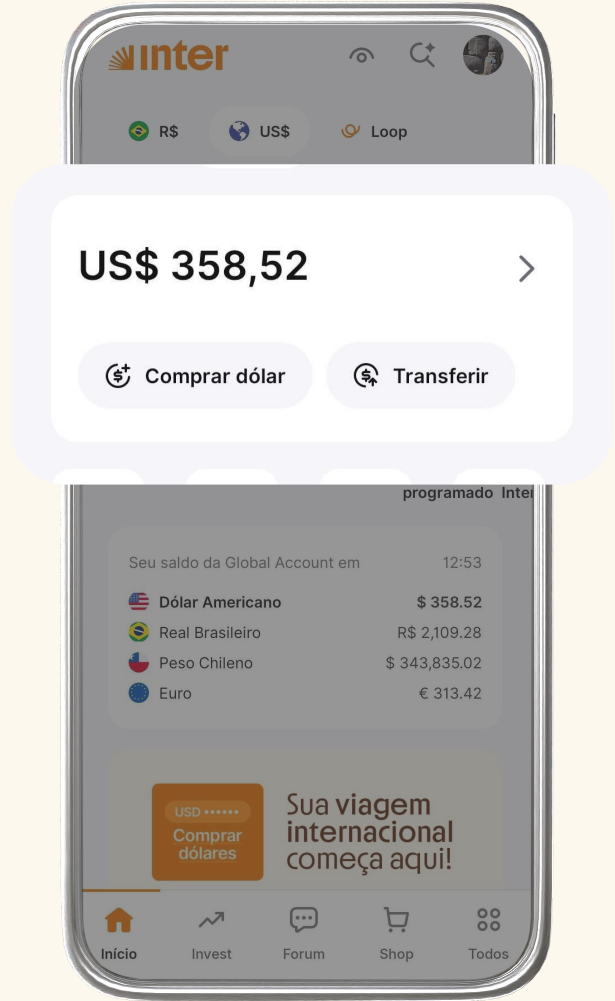 inter
R$ US$ Loop
US$ 358,52
Comprar dólar Transferir
programado Inter
Seu saldo da Global Account em 12:53
Dólar Americano $ 358.52
Real Brasileiro R$ 2,109.28
Peso Chileno $ 343,835.02
Euro € 313.42
USD ••••••
Comprar
dólares
Sua viagem
internacional
começa aqui!
Início Invest Forum Shop Todos